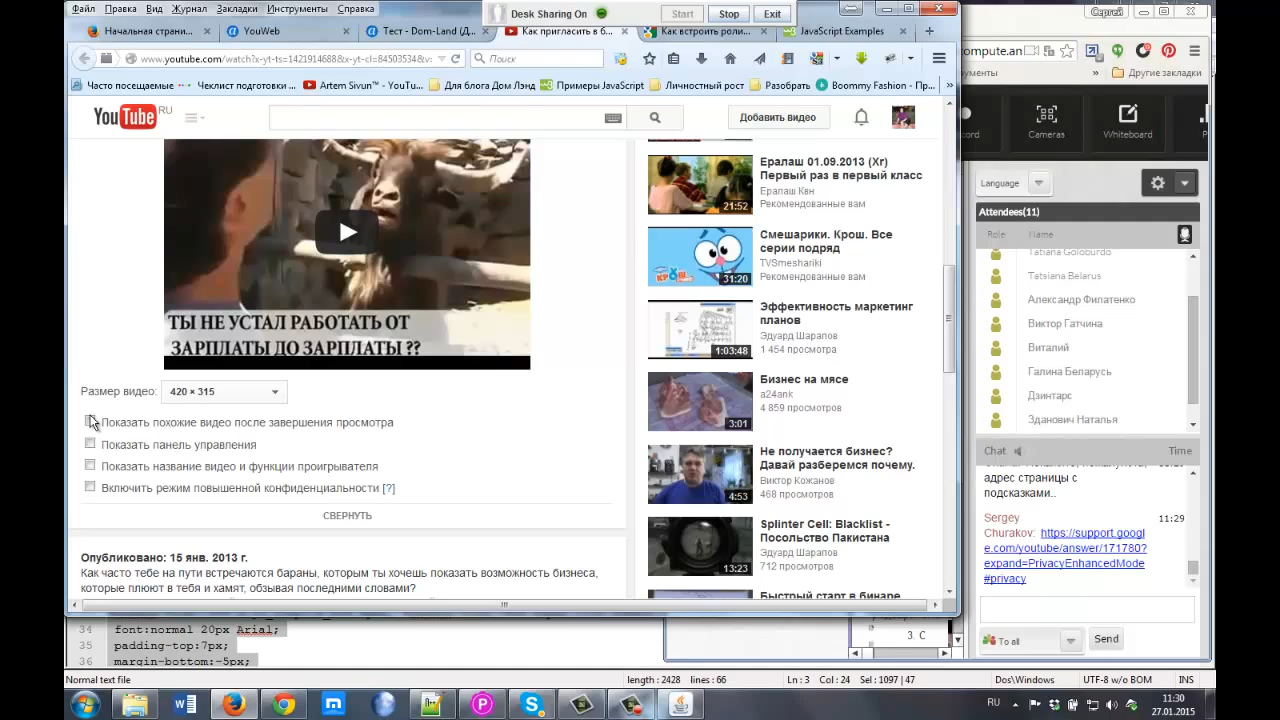 Файл Правка Вид Журнал Закладки Инструменты Справка
Desk Sharing On Start Stop Exit
Сергей
Начальная страни...
YouWeb
Тест - Dom-Land (Д...
Как пригласить в б...
Как встроить роли...
JavaScript Examples
www.youtube.com/watch?x-yt-ts=1421914688&x-yt-cl=84503534&v=
Поиск
compute.an
Часто посещаемые
Чеклист подготовки ...
Artem Sivun™ - YouTu...
Для блога Дом Лэнд
Примеры JavaScript
Личностный рост
Разобрать
Boommy Fashion - Пр...
»
Другие закладки
YouTube RU
Добавить видео
Cameras
Whiteboard
ТЫ НЕ УСТАЛ РАБОТАТЬ ОТ
ЗАРПЛАТЫ ДО ЗАРПЛАТЫ ??
Размер видео: 420 × 315
Показать похожие видео после завершения просмотра
Показать панель управления
Показать название видео и функции проигрывателя
Включить режим повышенной конфиденциальности [?]
СВЕРНУТЬ
Опубликовано: 15 янв. 2013 г.
Как часто тебе на пути встречаются бараны, которым ты хочешь показать возможность бизнеса,
которые плюют в тебя и хамят, обзывая последними словами?
Ералаш 01.09.2013 (Хг)
Первый раз в первый класс
Ералаш Квн
Рекомендованные вам
21:52
Смешарики. Крош. Все
серии подряд
TVSmeshariki
Рекомендованные вам
31:20
Эффективность маркетинг
планов
Эдуард Шарапов
1 454 просмотра
1:03:48
Бизнес на мясе
a24ank
4 859 просмотров
3:01
Не получается бизнес?
Давай разберемся почему.
Виктор Кожанов
468 просмотров
4:53
Splinter Cell: Blacklist -
Посольство Пакистана
Эдуард Шарапов
712 просмотров
13:23
Быстрый старт в бинаре
Language
Attendees(11)
Role Name
Tatiana Goloburdo
Tatsiana Belarus
Александр Филатенко
Виктор Гатчина
Виталий
Галина Беларусь
Дзинтарс
Зданович Наталья
Chat Time
адрес страницы с
подсказками..
Sergey 11:29
Churakov: https://support.googl
e.com/youtube/answer/171780?
expand=PrivacyEnhancedMode
#privacy
To all Send
34 font:normal 20px Arial;
35 padding-top:7px;
36 margin-bottom:-5px;
3. С
Normal text file length : 2428 lines : 66 Ln : 3 Col : 24 Sel : 1097 | 47 Dos\Windows UTF-8 w/o BOM INS
RU
11:30
27.01.2015